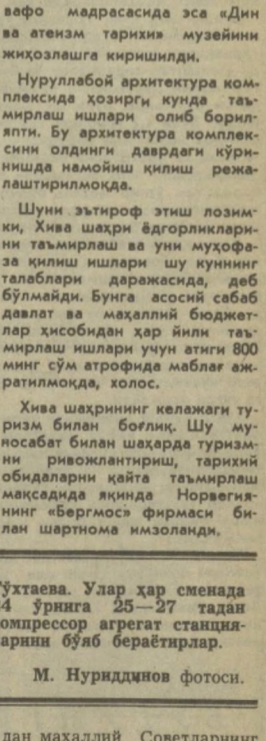 вафо мадрасасида эса «Дин
ва атеизм тарихи» музейини
жиҳозлашга киришилди.
Нуруллабой архитектура ком-
плексида ҳозирги кунда таъ-
мирлаш ишлари олиб борил-
япти. Бу архитектура комплек-
сини олдинги даврдаги кўри-
нишда намойиш қилиш режа-
лаштирилмоқда.
Шуни эътироф этиш лозим-
ки, Хива шаҳри ёдгорликлари-
ни таъмирлаш ва уни муҳофа-
за қилиш ишлари шу куннинг
талаблари даражасида, деб
бўлмайди. Бунга асосий сабаб
давлат ва маҳаллий бюджет-
лар ҳисобидан ҳар йили таъ-
мирлаш ишлари учун атиги 800
минг сўм атрофида маблағ аж-
ратилмоқда, холос.
Хива шаҳрининг келажаги ту-
ризм билан боғлиқ. Шу му-
носабат билан шаҳарда туризм-
ни ривожлантириш, тарихий
обидаларни қайта таъмирлаш
мақсадида яқинда Норвегия-
нинг «Бергмос» фирмаси би-
лан шартнома имзоланди.
ўхтаева. Улар ҳар сменада
4 ўрнига 25—27 тадан
омпрессор агрегат станция-
арини бўяб бераётирлар.
М. Нуриддинов фотоси.
дан маҳаллий Советларнинг